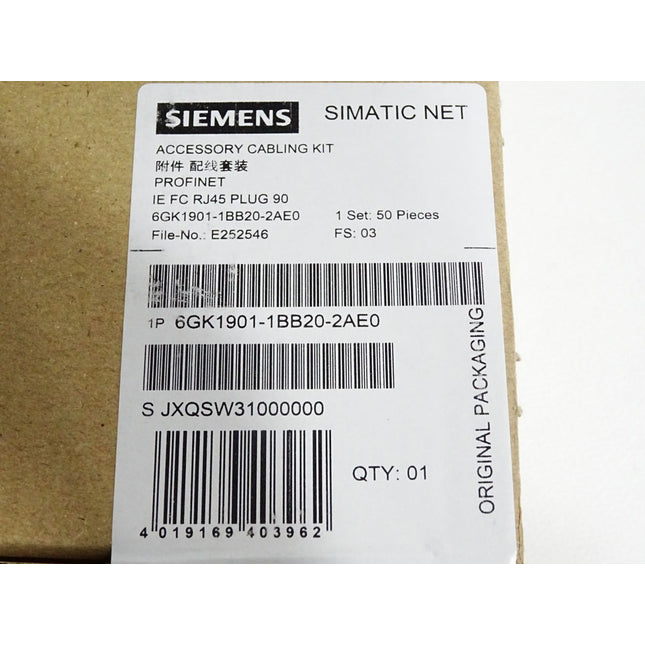 SIEMENS SIMATIC NET
ACCESSORY CABLING KIT
附件 配线套装
PROFINET
IE FC RJ45 PLUG 90
6GK1901-1BB20-2AE0 1 Set: 50 Pieces
File-No.: E252546 FS: 03
1P 6GK1901-1BB20-2AE0
S JXQSW31000000
QTY: 01
4 019169 403962
ORIGINAL PACKAGING